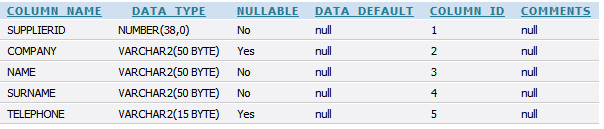 COLUMN_NAME DATA_TYPE NULLABLE DATA_DEFAULT COLUMN_ID COMMENTS
SUPPLIERID NUMBER(38,0) No null 1 null
COMPANY VARCHAR2(50 BYTE) Yes null 2 null
NAME VARCHAR2(50 BYTE) No null 3 null
SURNAME VARCHAR2(50 BYTE) No null 4 null
TELEPHONE VARCHAR2(15 BYTE) Yes null 5 null